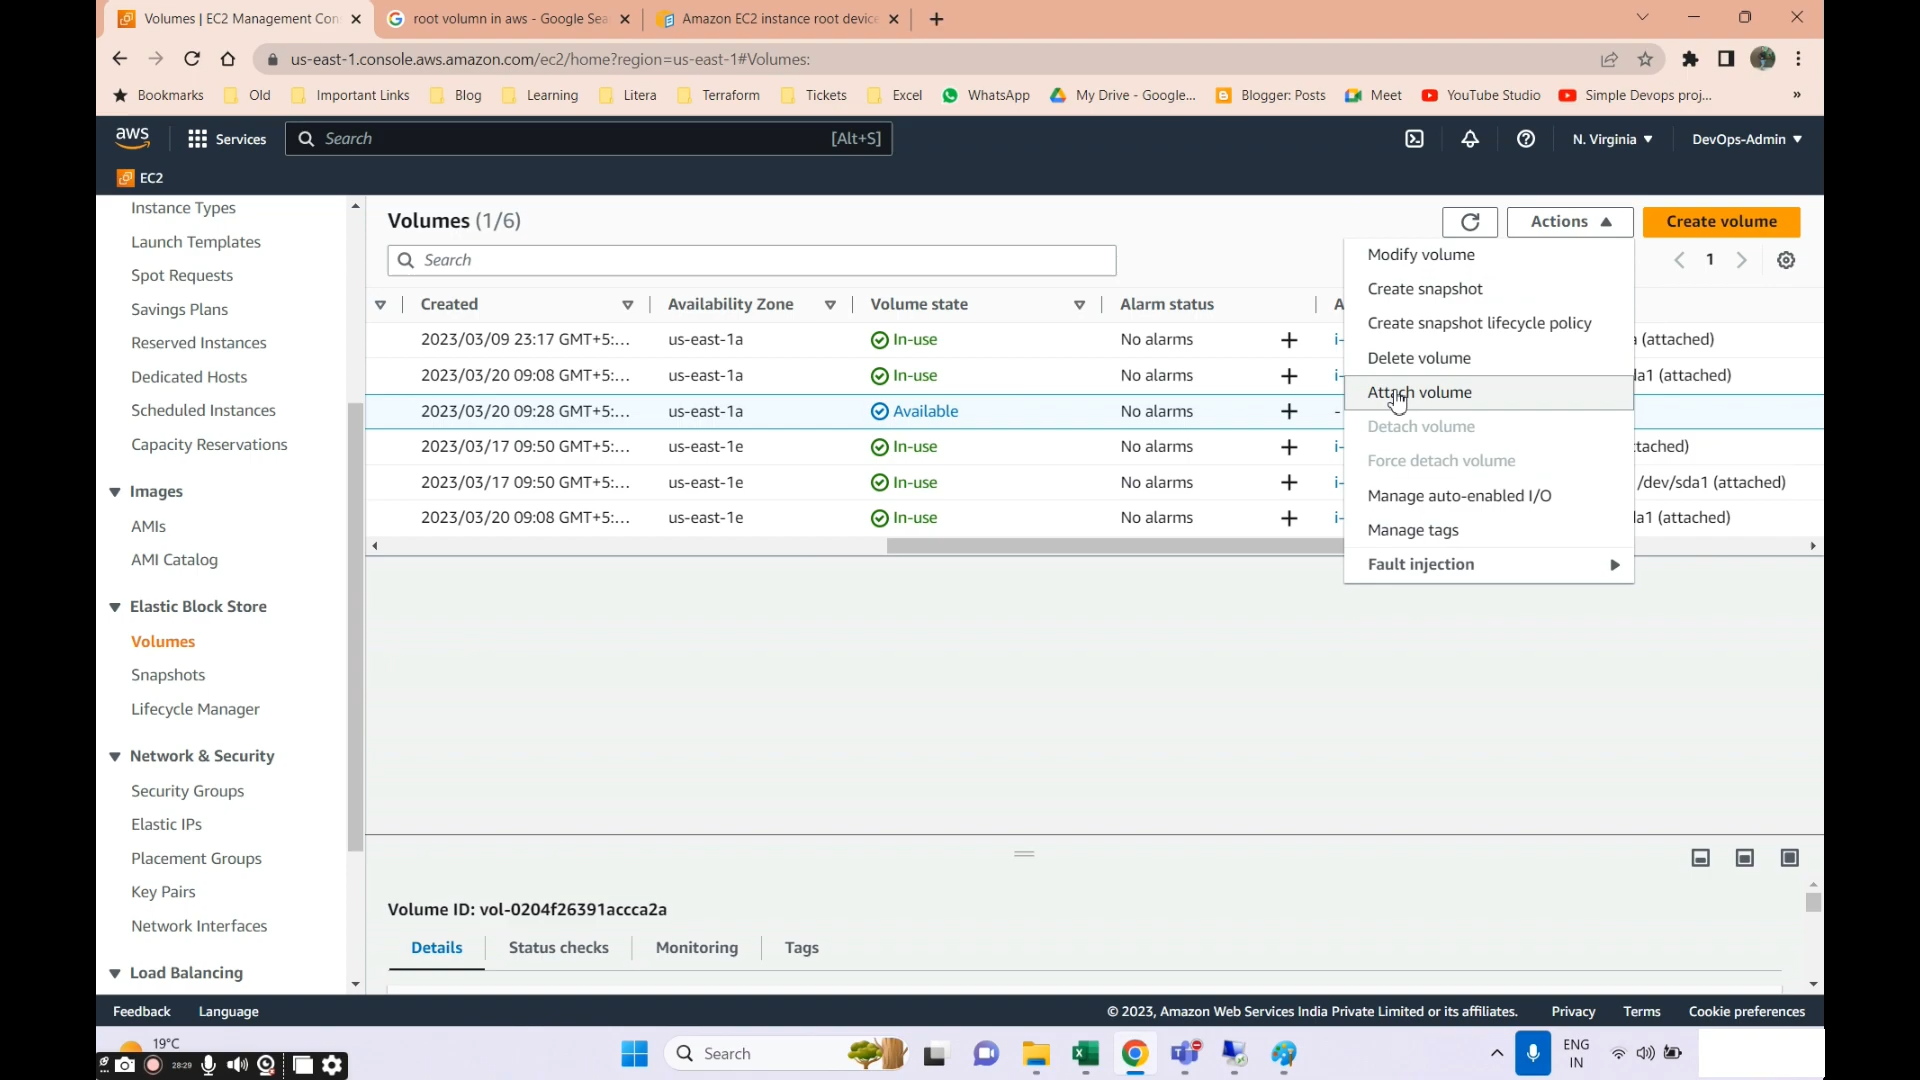 Volumes | EC2 Management Con
root volumn in aws - Google Sea
Amazon EC2 instance root device
us-east-1.console.aws.amazon.com/ec2/home?region=us-east-1#Volumes:
Bookmarks Old Important Links Blog Learning Litera Terraform Tickets Excel WhatsApp My Drive - Google... Blogger: Posts Meet YouTube Studio Simple Devops proj... »
aws Services Search [Alt+S] N. Virginia DevOps-Admin
EC2
Instance Types
Launch Templates
Spot Requests
Savings Plans
Reserved Instances
Dedicated Hosts
Scheduled Instances
Capacity Reservations
Images
AMIs
AMI Catalog
Elastic Block Store
Volumes
Snapshots
Lifecycle Manager
Network & Security
Security Groups
Elastic IPs
Placement Groups
Key Pairs
Network Interfaces
Load Balancing
Volumes (1/6)
Actions Create volume
Search
1
Created Availability Zone Volume state Alarm status A
2023/03/09 23:17 GMT+5:... us-east-1a In-use No alarms + i- (attached)
2023/03/20 09:08 GMT+5:... us-east-1a In-use No alarms + i- la1 (attached)
2023/03/20 09:28 GMT+5:... us-east-1a Available No alarms + -
2023/03/17 09:50 GMT+5:... us-east-1e In-use No alarms + i- tached)
2023/03/17 09:50 GMT+5:... us-east-1e In-use No alarms + i- /dev/sda1 (attached)
2023/03/20 09:08 GMT+5:... us-east-1e In-use No alarms + i- la1 (attached)
Modify volume
Create snapshot
Create snapshot lifecycle policy
Delete volume
Attach volume
Detach volume
Force detach volume
Manage auto-enabled I/O
Manage tags
Fault injection
Volume ID: vol-0204f26391accca2a
Details Status checks Monitoring Tags
Feedback Language © 2023, Amazon Web Services India Private Limited or its affiliates. Privacy Terms Cookie preferences
19°C
28:29
Search
ENG
IN